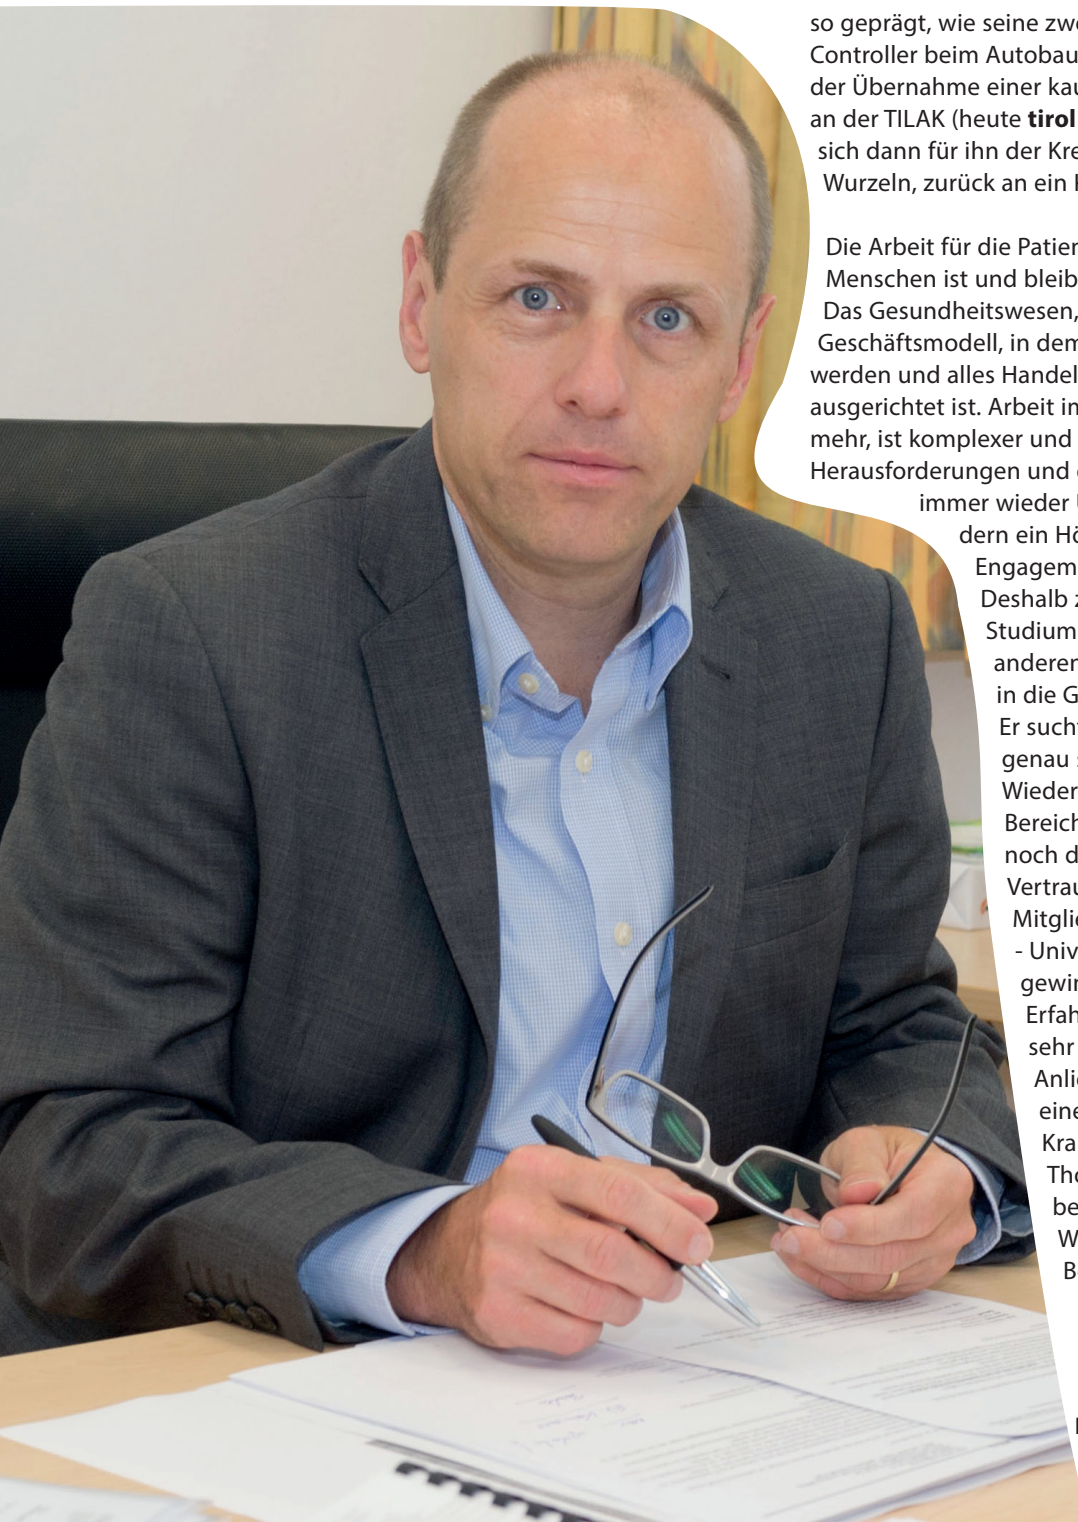 so geprägt, wie seine zwe
Controller beim Autobau
der Übernahme einer kau
an der TILAK (heute tirol
sich dann für ihn der Kre
Wurzeln, zurück an ein
Die Arbeit für die Patien
Menschen ist und bleib
Das Gesundheitswesen,
Geschäftsmodell, in dem
werden und alles Handel
ausgerichtet ist. Arbeit in
mehr, ist komplexer und
Herausforderungen und
immer wieder
dern ein Hö
Engagem
Deshalb z
Studium
anderen
in die G
Er sucht
genau s
Wieder
Bereich
noch d
Vertrau
Mitglie
- Univ
gewin
Erfah
sehr
Anlie
eine
Kra
Tho
be
W
B